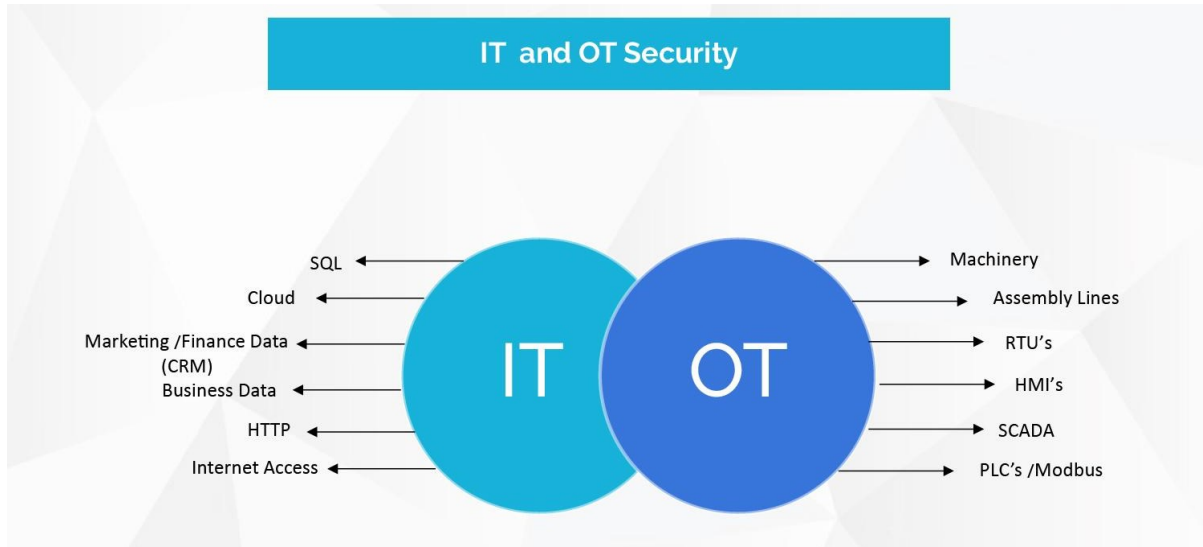 IT and OT Security
SQL
Cloud
Marketing /Finance Data
(CRM)
Business Data
HTTP
Internet Access
IT
OT
Machinery
Assembly Lines
RTU’s
HMI’s
SCADA
PLC’s /Modbus